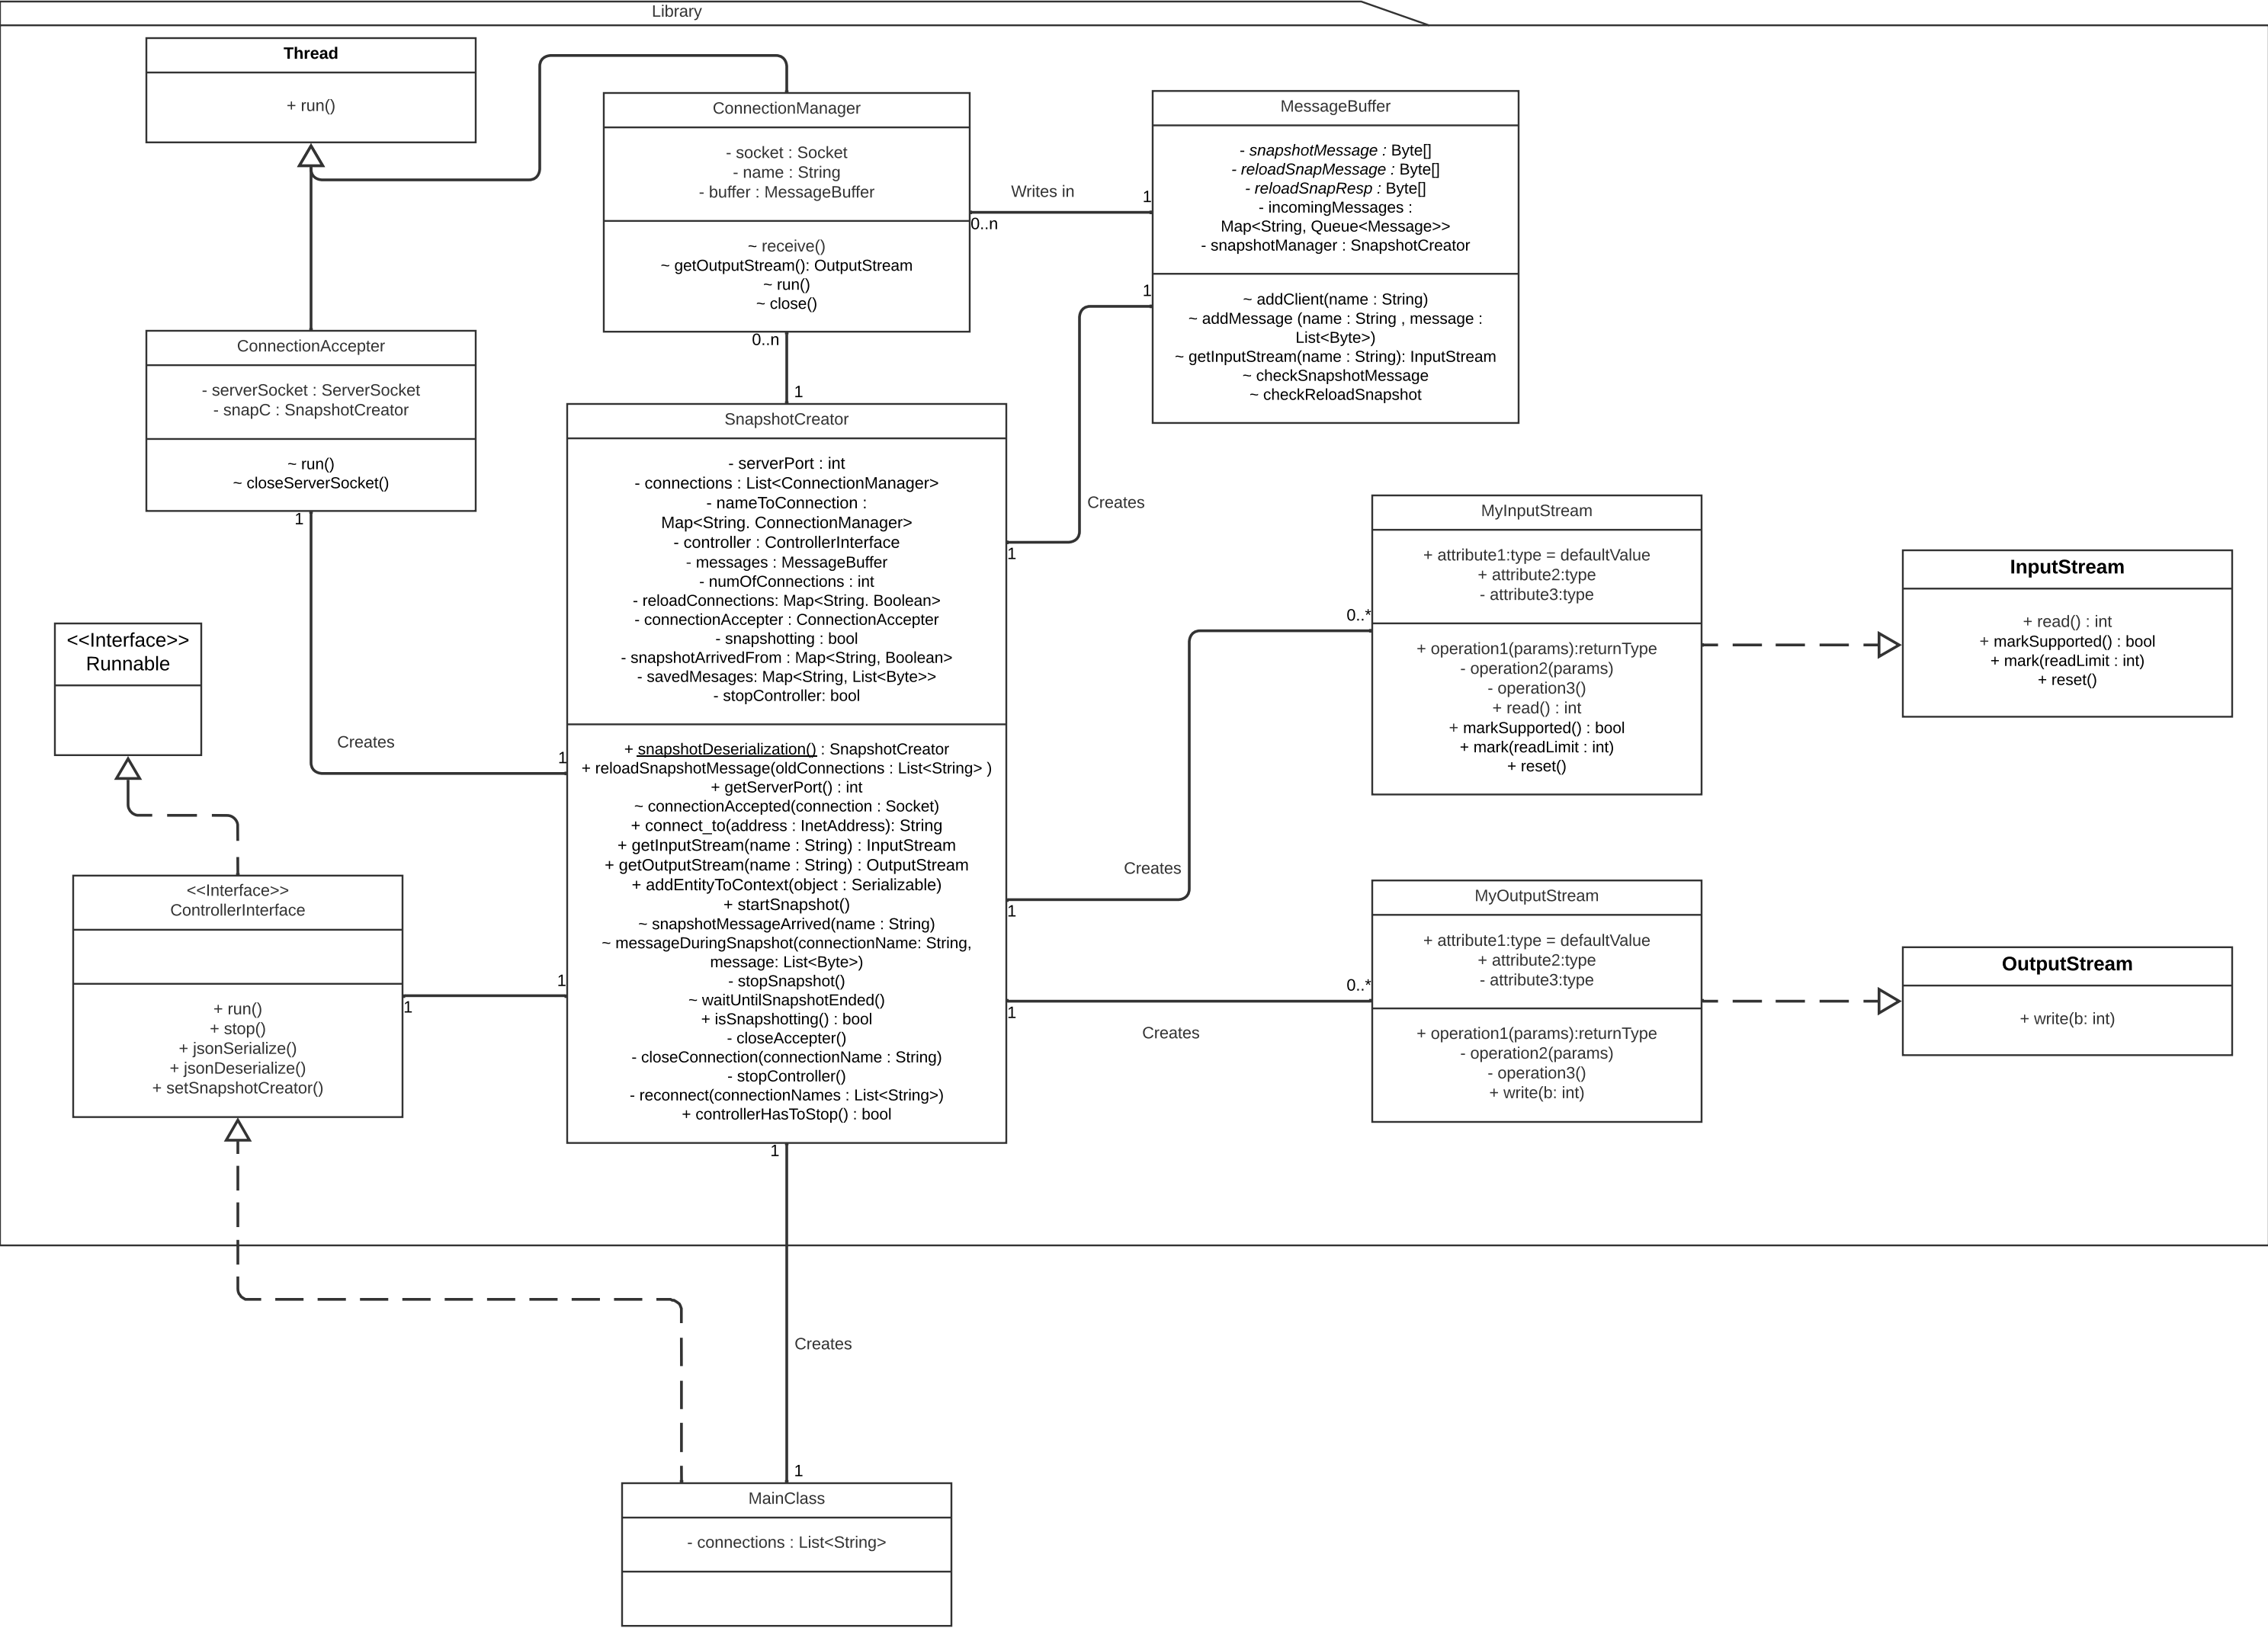 Library
Thread
+ run()
ConnectionManager
- socket : Socket
- name : String
- buffer : MessageBuffer
~ receive()
~ getOutputStream(): OutputStream
~ run()
~ close()
Writes in
0..n
1
MessageBuffer
- snapshotMessage : Byte[]
- reloadSnapMessage : Byte[]
- reloadSnapResp : Byte[]
- incomingMessages :
Map<String, Queue<Message>>
- snapshotManager : SnapshotCreator
~ addClient(name : String)
~ addMessage (name : String , message :
List<Byte>)
~ getInputStream(name : String): InputStream
~ checkSnapshotMessage
~ checkReloadSnapshot
1
Creates
1
0..n
1
ConnectionAccepter
- serverSocket : ServerSocket
- snapC : SnapshotCreator
~ run()
~ closeServerSocket()
1
Creates
1
SnapshotCreator
- serverPort : int
- connections : List<ConnectionManager>
- nameToConnection :
Map<String. ConnectionManager>
- controller : ControllerInterface
- messages : MessageBuffer
- numOfConnections : int
- reloadConnections: Map<String. Boolean>
- connectionAccepter : ConnectionAccepter
- snapshotting : bool
- snapshotArrivedFrom : Map<String, Boolean>
- savedMesages: Map<String, List<Byte>>
- stopController: bool
+ snapshotDeserialization() : SnapshotCreator
+ reloadSnapshotMessage(oldConnections : List<String> )
+ getServerPort() : int
~ connectionAccepted(connection : Socket)
+ connect_to(address : InetAddress): String
+ getInputStream(name : String) : InputStream
+ getOutputStream(name : String) : OutputStream
+ addEntityToContext(object : Serializable)
+ startSnapshot()
~ snapshotMessageArrived(name : String)
~ messageDuringSnapshot(connectionName: String,
message: List<Byte>)
- stopSnapshot()
~ waitUntilSnapshotEnded()
+ isSnapshotting() : bool
- closeAccepter()
- closeConnection(connectionName : String)
- stopController()
- reconnect(connectionNames : List<String>)
+ controllerHasToStop() : bool
MyInputStream
+ attribute1:type = defaultValue
+ attribute2:type
- attribute3:type
+ operation1(params):returnType
- operation2(params)
- operation3()
+ read() : int
+ markSupported() : bool
+ mark(readLimit : int)
+ reset()
0..*
Creates
1
InputStream
+ read() : int
+ markSupported() : bool
+ mark(readLimit : int)
+ reset()
<<Interface>>
Runnable
<<Interface>>
ControllerInterface
+ run()
+ stop()
+ jsonSerialize()
+ jsonDeserialize()
+ setSnapshotCreator()
1
1
MyOutputStream
+ attribute1:type = defaultValue
+ attribute2:type
- attribute3:type
+ operation1(params):returnType
- operation2(params)
- operation3()
+ write(b: int)
0..*
1
Creates
OutputStream
+ write(b: int)
1
Creates
1
MainClass
- connections : List<String>